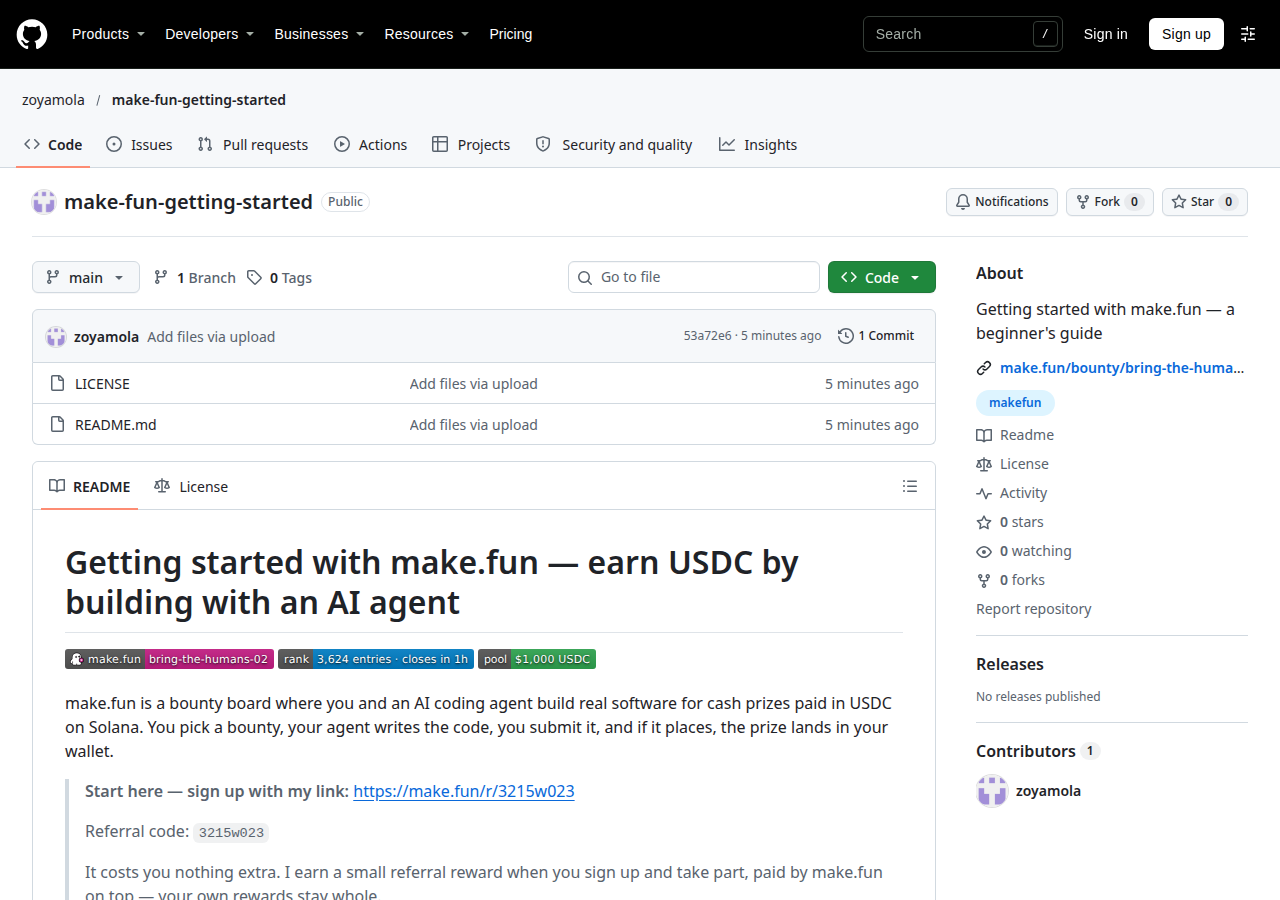 Products Developers Businesses Resources Pricing Search / Sign in Sign up
zoyamola / make-fun-getting-started
Code Issues Pull requests Actions Projects Security and quality Insights
make-fun-getting-started Public Notifications Fork 0 Star 0
main 1 Branch 0 Tags Go to file Code
zoyamola Add files via upload 53a72e6 · 5 minutes ago 1 Commit
LICENSE Add files via upload 5 minutes ago
README.md Add files via upload 5 minutes ago
README License
Getting started with make.fun — earn USDC by
building with an AI agent
make.fun bring-the-humans-02 rank 3,624 entries · closes in 1h pool $1,000 USDC
make.fun is a bounty board where you and an AI coding agent build real software for cash prizes paid in USDC
on Solana. You pick a bounty, your agent writes the code, you submit it, and if it places, the prize lands in your
wallet.
Start here — sign up with my link: https://make.fun/r/3215w023
Referral code: 3215w023
It costs you nothing extra. I earn a small referral reward when you sign up and take part, paid by make.fun
on top — your own rewards stay whole.
About
Getting started with make.fun — a
beginner's guide
make.fun/bounty/bring-the-huma...
makefun
Readme
License
Activity
0 stars
0 watching
0 forks
Report repository
Releases
No releases published
Contributors 1
zoyamola